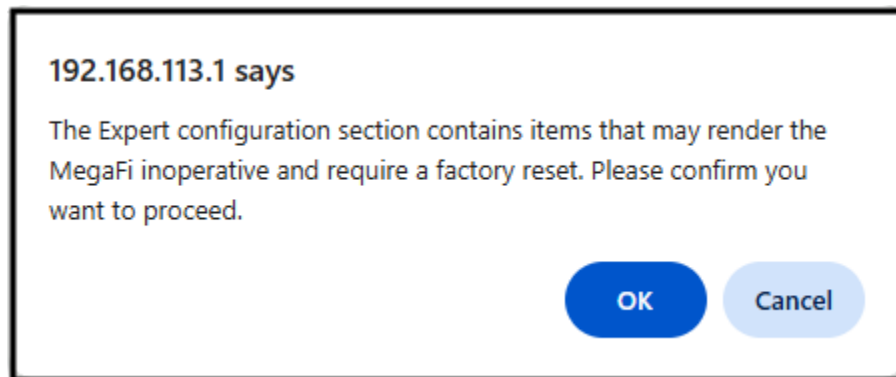 192.168.113.1 says
The Expert configuration section contains items that may render the
MegaFi inoperative and require a factory reset. Please confirm you
want to proceed.
OK
Cancel